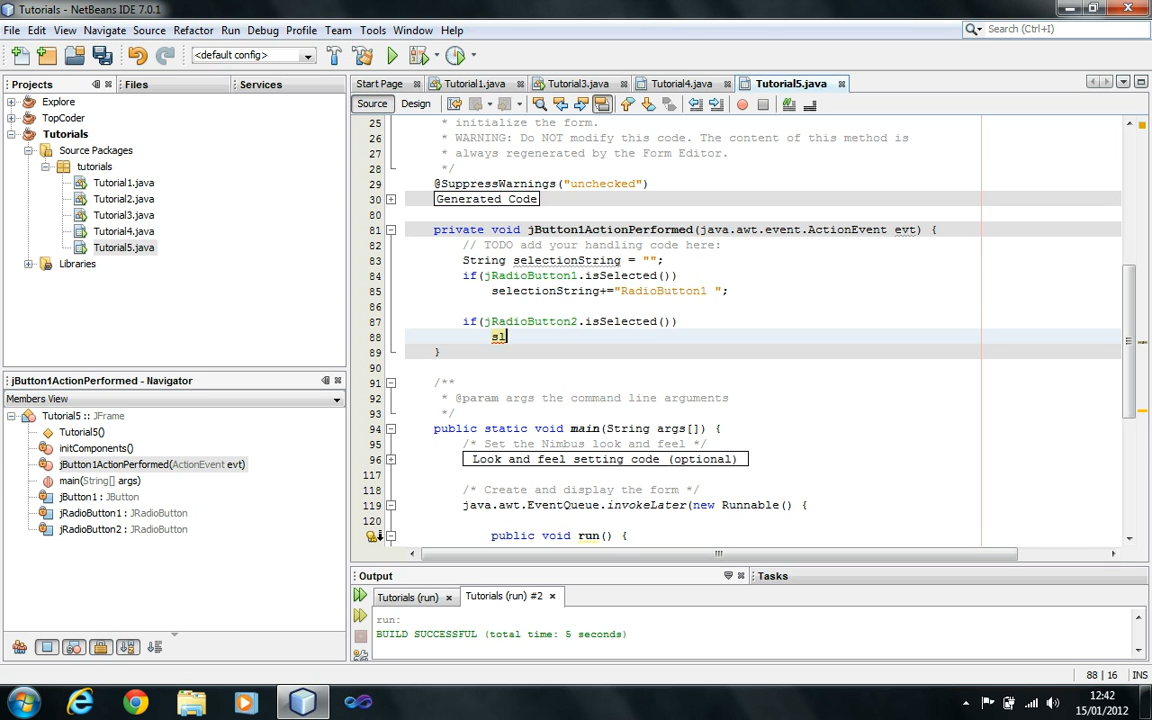 Tutorials - NetBeans IDE 7.0.1
File Edit View Navigate Source Refactor Run Debug Profile Team Tools Window Help
Search (Ctrl+I)
<default config>
Projects Files Services
Explore
TopCoder
Tutorials
Source Packages
tutorials
Tutorial1.java
Tutorial2.java
Tutorial3.java
Tutorial4.java
Tutorial5.java
Libraries
jButton1ActionPerformed - Navigator
Members View
Tutorial5 :: JFrame
Tutorial5()
initComponents()
jButton1ActionPerformed(ActionEvent evt)
main(String[] args)
jButton1 : JButton
jRadioButton1 : JRadioButton
jRadioButton2 : JRadioButton
Start Page Tutorial1.java Tutorial3.java Tutorial4.java Tutorial5.java
Source Design
25 * initialize the form.
26 * WARNING: Do NOT modify this code. The content of this method is
27 * always regenerated by the Form Editor.
28 */
29 @SuppressWarnings("unchecked")
30 Generated Code
80
81 private void jButton1ActionPerformed(java.awt.event.ActionEvent evt) {
82 // TODO add your handling code here:
83 String selectionString = "";
84 if(jRadioButton1.isSelected())
85 selectionString+="RadioButton1 ";
86
87 if(jRadioButton2.isSelected())
88 sl
89 }
90
91 /**
92 * @param args the command line arguments
93 */
94 public static void main(String args[]) {
95 /* Set the Nimbus look and feel */
96 Look and feel setting code (optional)
117
118 /* Create and display the form */
119 java.awt.EventQueue.invokeLater(new Runnable() {
120
public void run() {
Output Tasks
Tutorials (run) Tutorials (run) #2
run:
BUILD SUCCESSFUL (total time: 5 seconds)
88 | 16 INS
12:42
15/01/2012